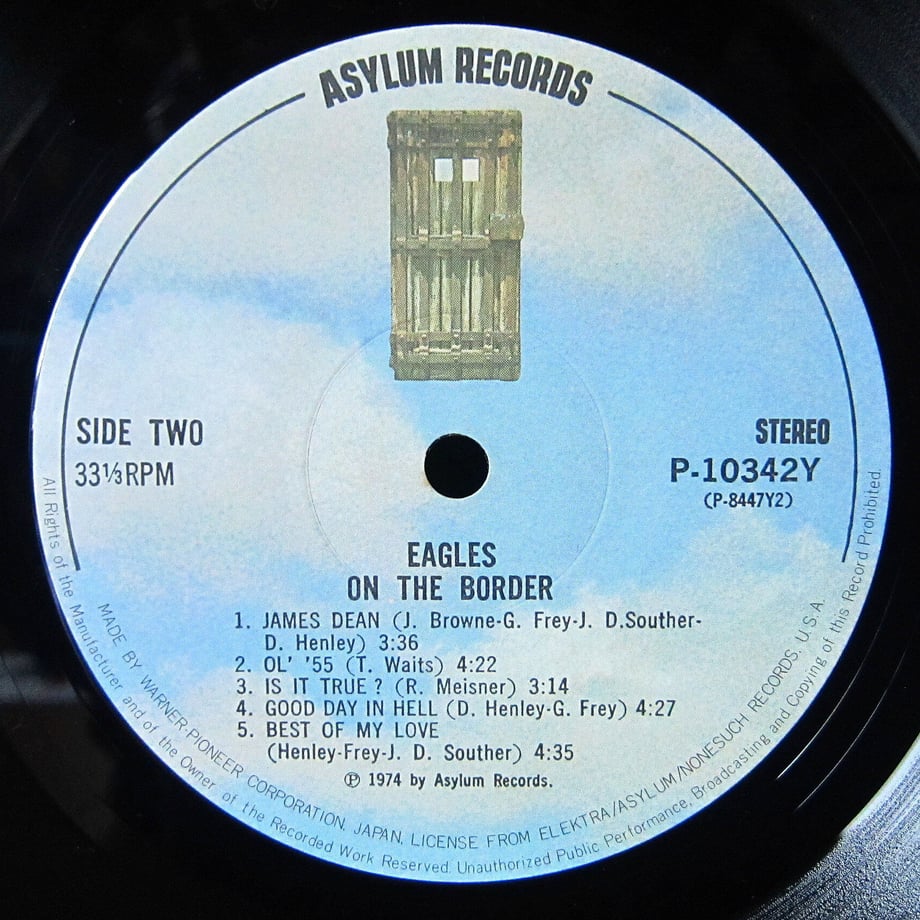 ASYLUM RECORDS
SIDE TWO
33⅓RPM
STEREO
P-10342Y
(P-8447Y2)
EAGLES
ON THE BORDER
1. JAMES DEAN (J. Browne-G. Frey-J. D.Souther-
D. Henley) 3:36
2. OL' '55 (T. Waits) 4:22
3. IS IT TRUE? (R. Meisner) 3:14
4. GOOD DAY IN HELL (D. Henley-G. Frey) 4:27
5. BEST OF MY LOVE
(Henley-Frey-J. D. Souther) 4:35
℗ 1974 by Asylum Records.
MADE BY WARNER-PIONEER CORPORATION, JAPAN, LICENSE FROM ELEKTRA/ASYLUM/NONESUCH RECORDS, U.S.A.
All Rights of the Manufacturer and of the Owner of the Recorded Work Reserved. Unauthorized Public Performance, Broadcasting and Copying of this Record Prohibited.